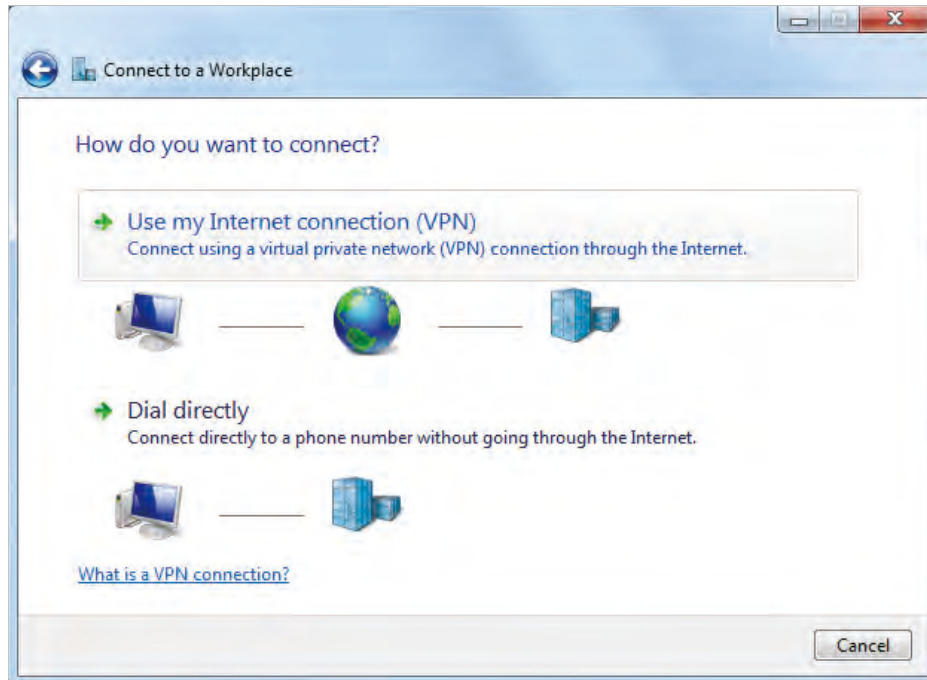 Connect to a Workplace
How do you want to connect?
Use my Internet connection (VPN)
Connect using a virtual private network (VPN) connection through the Internet.
Dial directly
Connect directly to a phone number without going through the Internet.
What is a VPN connection?
Cancel